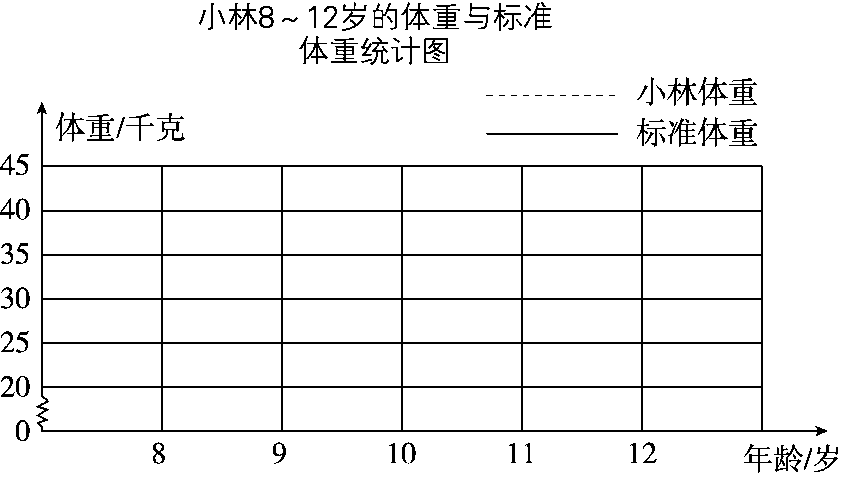 小林8～12岁的体重与标准
体重统计图
小林体重
标准体重
体重/千克
45
40
35
30
25
20
0
8 9 10 11 12 年龄/岁